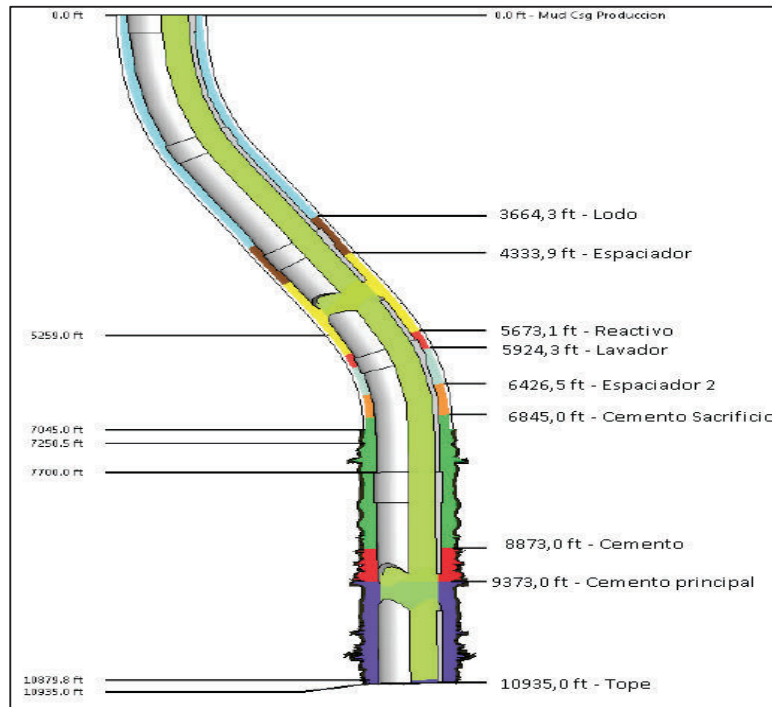 0.0 ft
0.0 ft - Mud Csg Produccion
3664,3 ft - Lodo
4333,9 ft - Espaciador
5259.0 ft
5673,1 ft - Reactivo
5924,3 ft - Lavador
6426,5 ft - Espaciador 2
6845,0 ft - Cemento Sacrificio
7045.0 ft
7250.5 ft
7700.0 ft
8873,0 ft - Cemento
9373,0 ft - Cemento principal
10879.8 ft
10935.0 ft
10935,0 ft - Tope